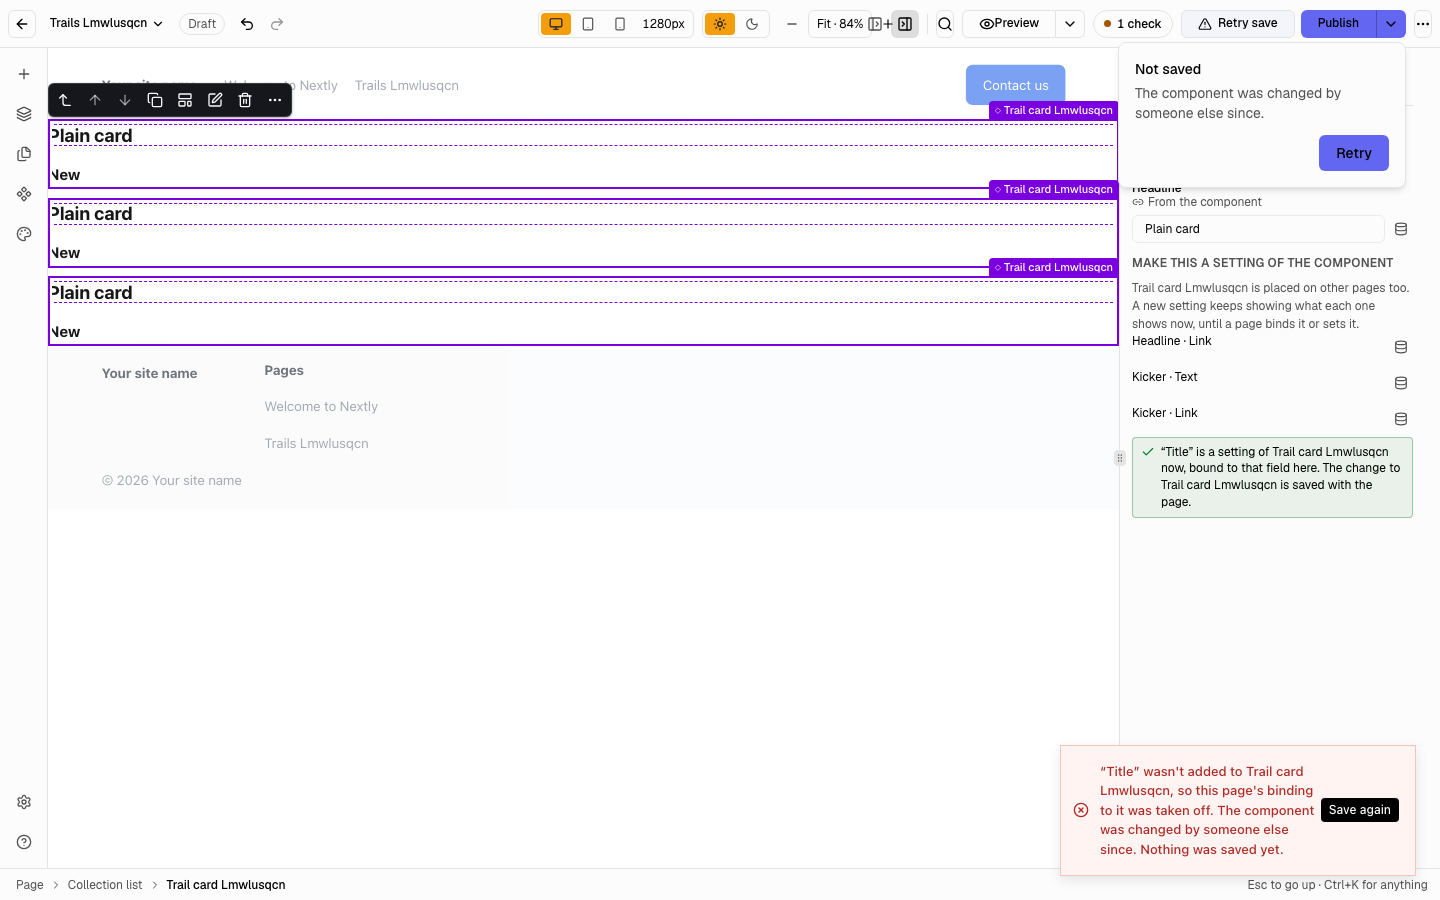 Trails Lmwlusqcn
Draft
1280px
Fit · 84%
Preview
1 check
Retry save
Publish
Not saved
The component was changed by
someone else since.
Retry
Welcome to Nextly
Trails Lmwlusqcn
Contact us
Trail card Lmwlusqcn
Plain card
New
Trail card Lmwlusqcn
Plain card
New
Trail card Lmwlusqcn
Plain card
New
Your site name
Pages
Welcome to Nextly
Trails Lmwlusqcn
© 2026 Your site name
Headline
From the component
Plain card
MAKE THIS A SETTING OF THE COMPONENT
Trail card Lmwlusqcn is placed on other pages too.
A new setting keeps showing what each one
shows now, until a page binds it or sets it.
Headline · Link
Kicker · Text
Kicker · Link
“Title” is a setting of Trail card Lmwlusqcn
now, bound to that field here. The change to
Trail card Lmwlusqcn is saved with the
page.
“Title” wasn't added to Trail card
Lmwlusqcn, so this page's binding
to it was taken off. The component
was changed by someone else
since. Nothing was saved yet.
Save again
Page
Collection list
Trail card Lmwlusqcn
Esc to go up · Ctrl+K for anything